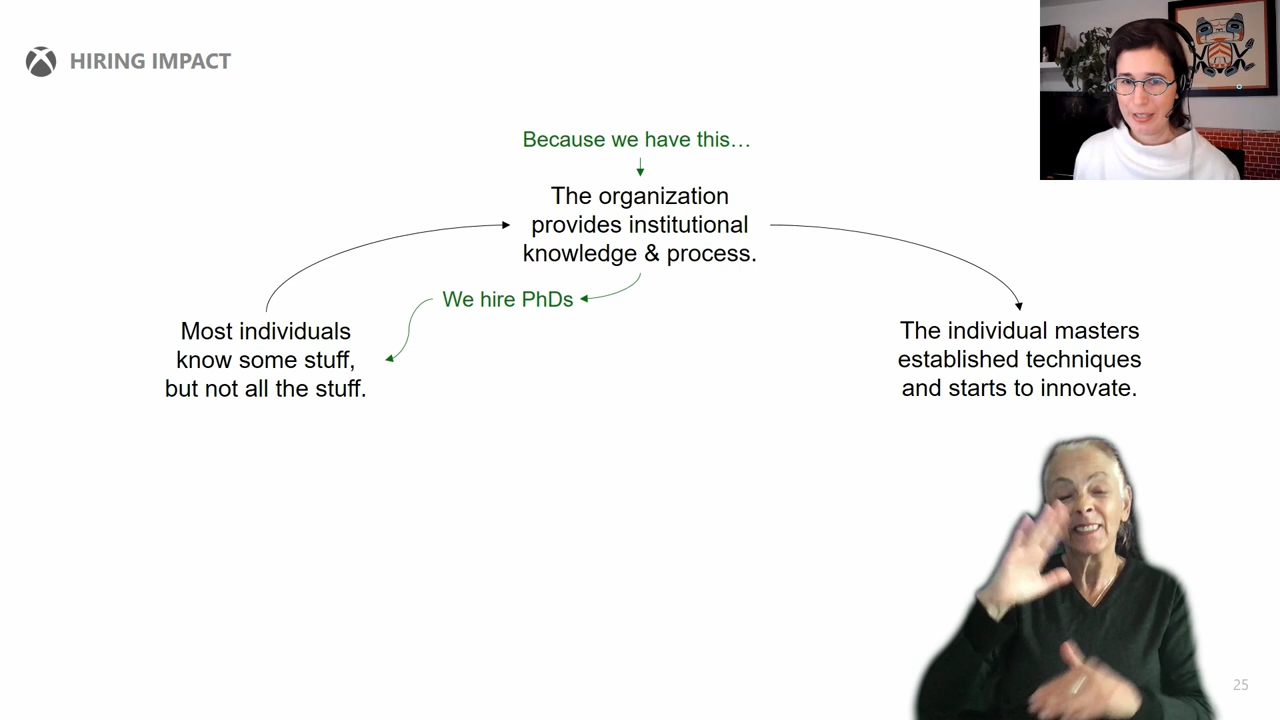 HIRING IMPACT
Because we have this…
The organization
provides institutional
knowledge & process.
We hire PhDs
Most individuals
know some stuff,
but not all the stuff.
The individual masters
established techniques
and starts to innovate.
25